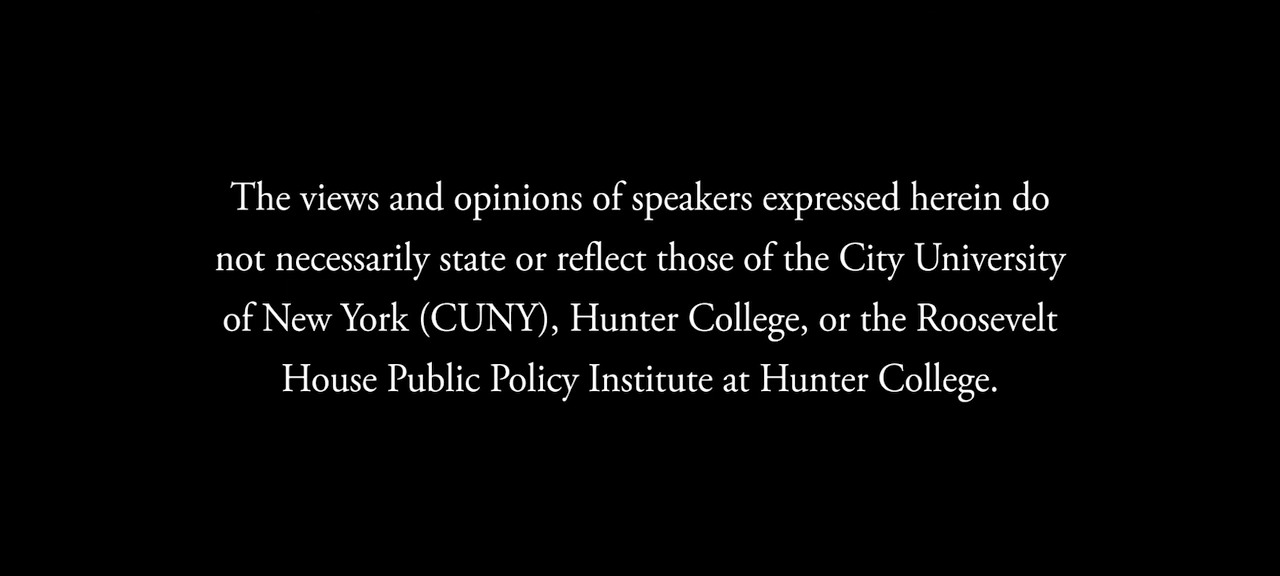 The views and opinions of speakers expressed herein do
not necessarily state or reflect those of the City University
of New York (CUNY), Hunter College, or the Roosevelt
House Public Policy Institute at Hunter College.